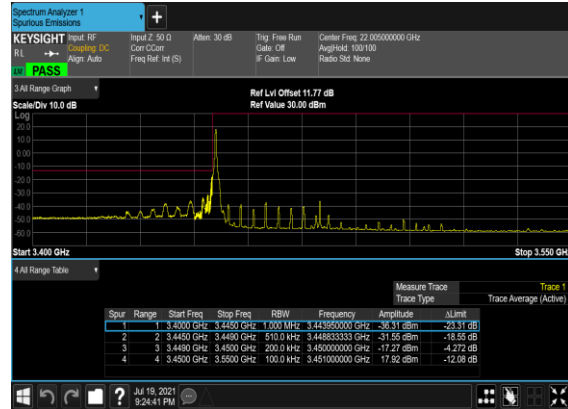 Spectrum Analyzer 1
Spurious Emissions
KEYSIGHT Input: RF Input Z: 50 Ω Atten: 30 dB Trig: Free Run Center Freq: 22.005000000 GHz
RL Coupling: DC Corr CCorr Gate: Off Avg|Hold: 100/100
Align: Auto Freq Ref: Int (S) IF Gain: Low Radio Std: None
PASS
3 All Range Graph
Ref Lvl Offset 11.77 dB
Scale/Div 10.0 dB Ref Value 30.00 dBm
Log
20.0
10.0
0.00
-10.0
-20.0
-30.0
-40.0
-50.0
-60.0
Start 3.400 GHz Stop 3.550 GHz
4 All Range Table
Measure Trace Trace 1
Trace Type Trace Average (Active)
Spur Range Start Freq Stop Freq RBW Frequency Amplitude ΔLimit
1 1 3.4000 GHz 3.4450 GHz 1.000 MHz 3.443950000 GHz -36.31 dBm -23.31 dB
2 2 3.4450 GHz 3.4490 GHz 510.0 kHz 3.448833333 GHz -31.55 dBm -18.55 dB
3 3 3.4490 GHz 3.4500 GHz 200.0 kHz 3.450000000 GHz -17.27 dBm -4.272 dB
4 4 3.4500 GHz 3.5500 GHz 100.0 kHz 3.451000000 GHz 17.92 dBm -12.08 dB
Jul 19, 2021
9:24:41 PM